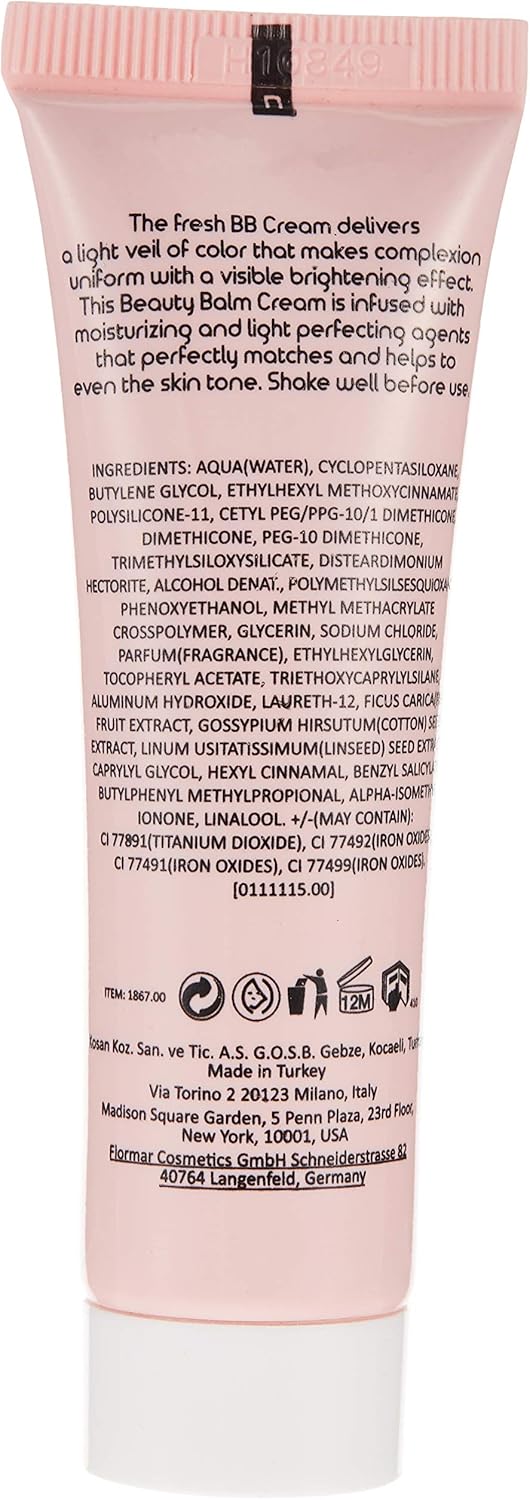 H10849
The fresh BB Cream delivers
a light veil of color that makes complexion
uniform with a visible brightening effect.
This Beauty Balm Cream is infused with
moisturizing and light perfecting agents
that perfectly matches and helps to
even the skin tone. Shake well before use.
INGREDIENTS: AQUA(WATER), CYCLOPENTASILOXANE,
BUTYLENE GLYCOL, ETHYLHEXYL METHOXYCINNAMATE
POLYSILICONE-11, CETYL PEG/PPG-10/1 DIMETHICONE
DIMETHICONE, PEG-10 DIMETHICONE,
TRIMETHYLSILOXYSILICATE, DISTEARDIMONIUM
HECTORITE, ALCOHOL DENAT., POLYMETHYLSILSESQUIOXAN
PHENOXYETHANOL, METHYL METHACRYLATE
CROSSPOLYMER, GLYCERIN, SODIUM CHLORIDE,
PARFUM(FRAGRANCE), ETHYLHEXYLGLYCERIN,
TOCOPHERYL ACETATE, TRIETHOXYCAPRYLYLSILANE,
ALUMINUM HYDROXIDE, LAURETH-12, FICUS CARICA
FRUIT EXTRACT, GOSSYPIUM HIRSUTUM(COTTON) SEE
EXTRACT, LINUM USITATISSIMUM(LINSEED) SEED EXTRA
CAPRYLYL GLYCOL, HEXYL CINNAMAL, BENZYL SALICYLA
BUTYLPHENYL METHYLPROPIONAL, ALPHA-ISOMETHY
IONONE, LINALOOL. +/-(MAY CONTAIN):
CI 77891(TITANIUM DIOXIDE), CI 77492(IRON OXIDES
CI 77491(IRON OXIDES), CI 77499(IRON OXIDES).
[0111115.00]
ITEM: 1867.00
12M
Kosan Koz. San. ve Tic. A.S. G.O.S.B. Gebze, Kocaeli, Tur
Made in Turkey
Via Torino 2 20123 Milano, Italy
Madison Square Garden, 5 Penn Plaza, 23rd Floor,
New York, 10001, USA
Flormar Cosmetics GmbH Schneiderstrasse 82
40764 Langenfeld, Germany